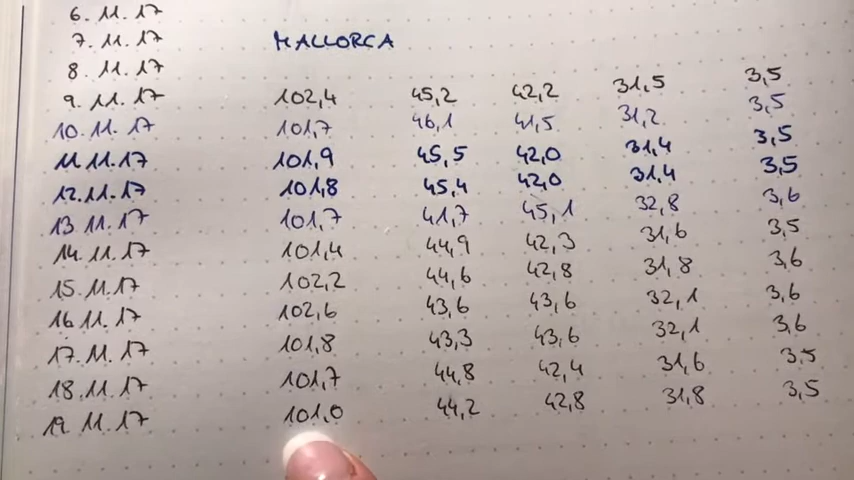 6. 11. 17
7. 11. 17 MALLORCA
8. 11. 17
9. 11. 17 102,4 45,2 42,2 31,5 3,5
10. 11. 17 101,7 46,1 41,5 31,2 3,5
11. 11. 17 101,9 45,5 42,0 31,4 3,5
12. 11. 17 101,8 45,4 42,0 31,4 3,5
13 11. 17 101,7 41,7 45,1 32,8 3,6
14. 11. 17 101,4 44,9 42,3 31,6 3,5
15. 11. 17 102,2 44,6 42,8 31,8 3,6
16 11. 17 102,6 43,6 43,6 32,1 3,6
17. 11. 17 101,8 43,3 43,6 32,1 3,6
18. 11. 17 101,7 44,8 42,4 31,6 3,5
19. 11. 17 101,0 44,2 42,8 31,8 3,5